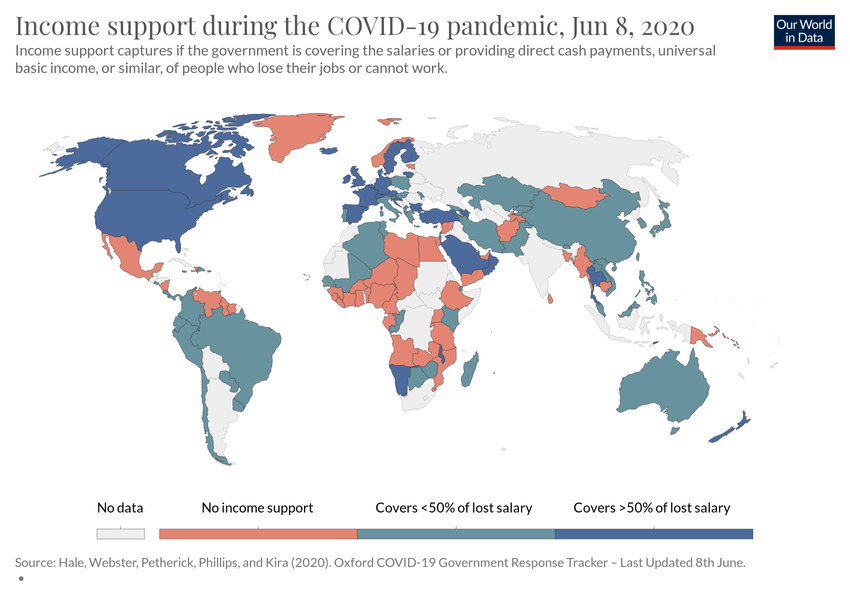 Income support during the COVID-19 pandemic, Jun 8, 2020
Our World
in Data
Income support captures if the government is covering the salaries or providing direct cash payments, universal
basic income, or similar, of people who lose their jobs or cannot work.
No data
No income support
Covers <50% of lost salary
Covers >50% of lost salary
Source: Hale, Webster, Petherick, Phillips, and Kira (2020). Oxford COVID-19 Government Response Tracker – Last Updated 8th June.
•